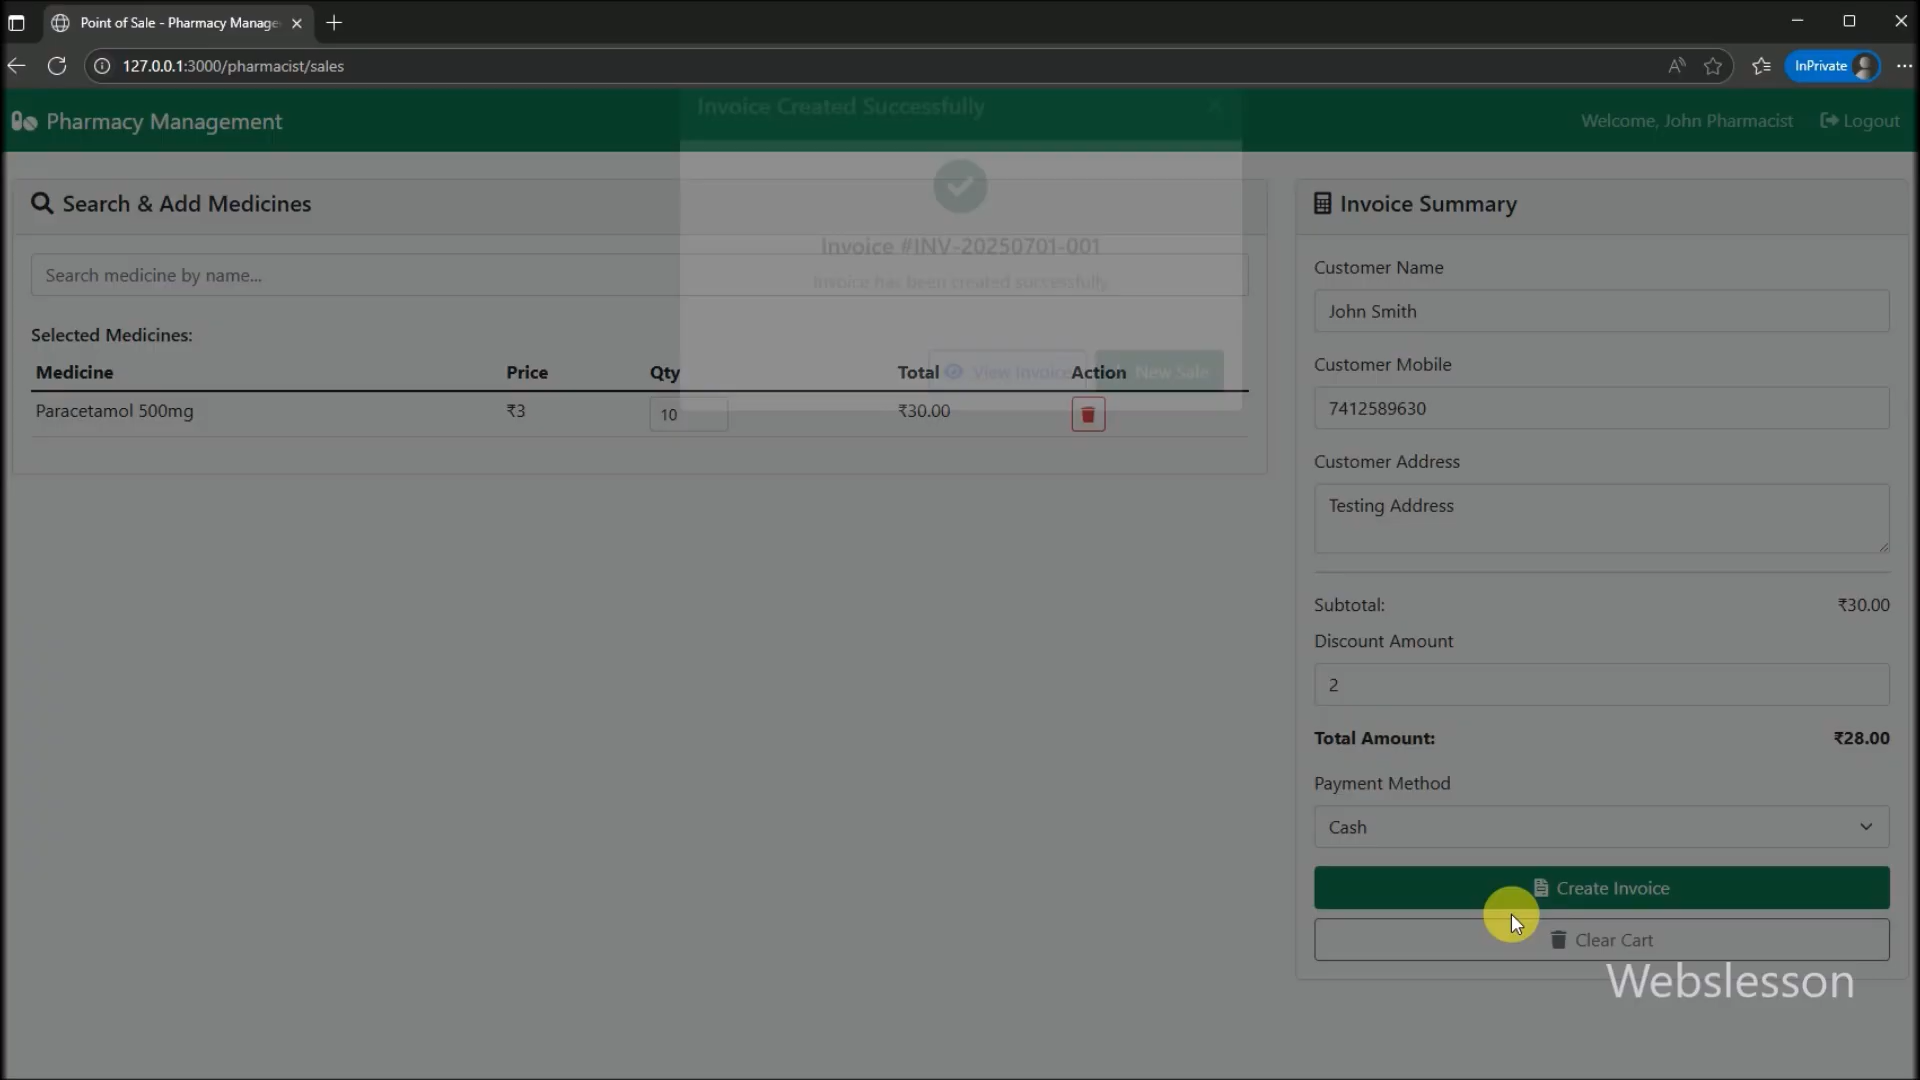 Point of Sale - Pharmacy Manage
127.0.0.1:3000/pharmacist/sales
InPrivate
Pharmacy Management
Welcome, John Pharmacist
Logout
Invoice Created Successfully
Invoice #INV-20250701-001
Invoice has been created successfully.
View Invoice
New Sale
Search & Add Medicines
Search medicine by name...
Selected Medicines:
Medicine Price Qty Total Action
Paracetamol 500mg ₹3 10 ₹30.00
Invoice Summary
Customer Name
John Smith
Customer Mobile
7412589630
Customer Address
Testing Address
Subtotal: ₹30.00
Discount Amount
2
Total Amount: ₹28.00
Payment Method
Cash
Create Invoice
Clear Cart
Webslesson